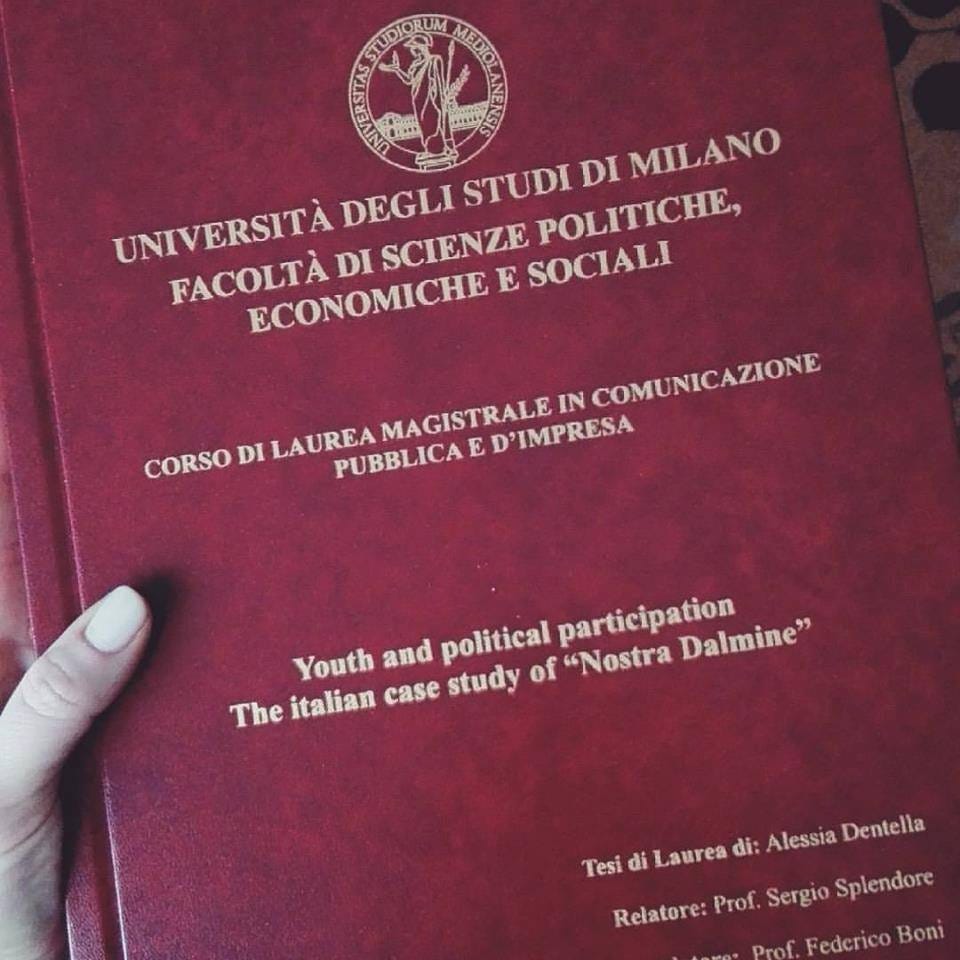 UNIVERSITAS STUDIORUM MEDIOLANENSIS
UNIVERSITÀ DEGLI STUDI DI MILANO
FACOLTÀ DI SCIENZE POLITICHE,
ECONOMICHE E SOCIALI
CORSO DI LAUREA MAGISTRALE IN COMUNICAZIONE
PUBBLICA E D'IMPRESA
Youth and political participation
The italian case study of “Nostra Dalmine”
Tesi di Laurea di: Alessia Dentella
Relatore: Prof. Sergio Splendore
Prof. Federico Boni